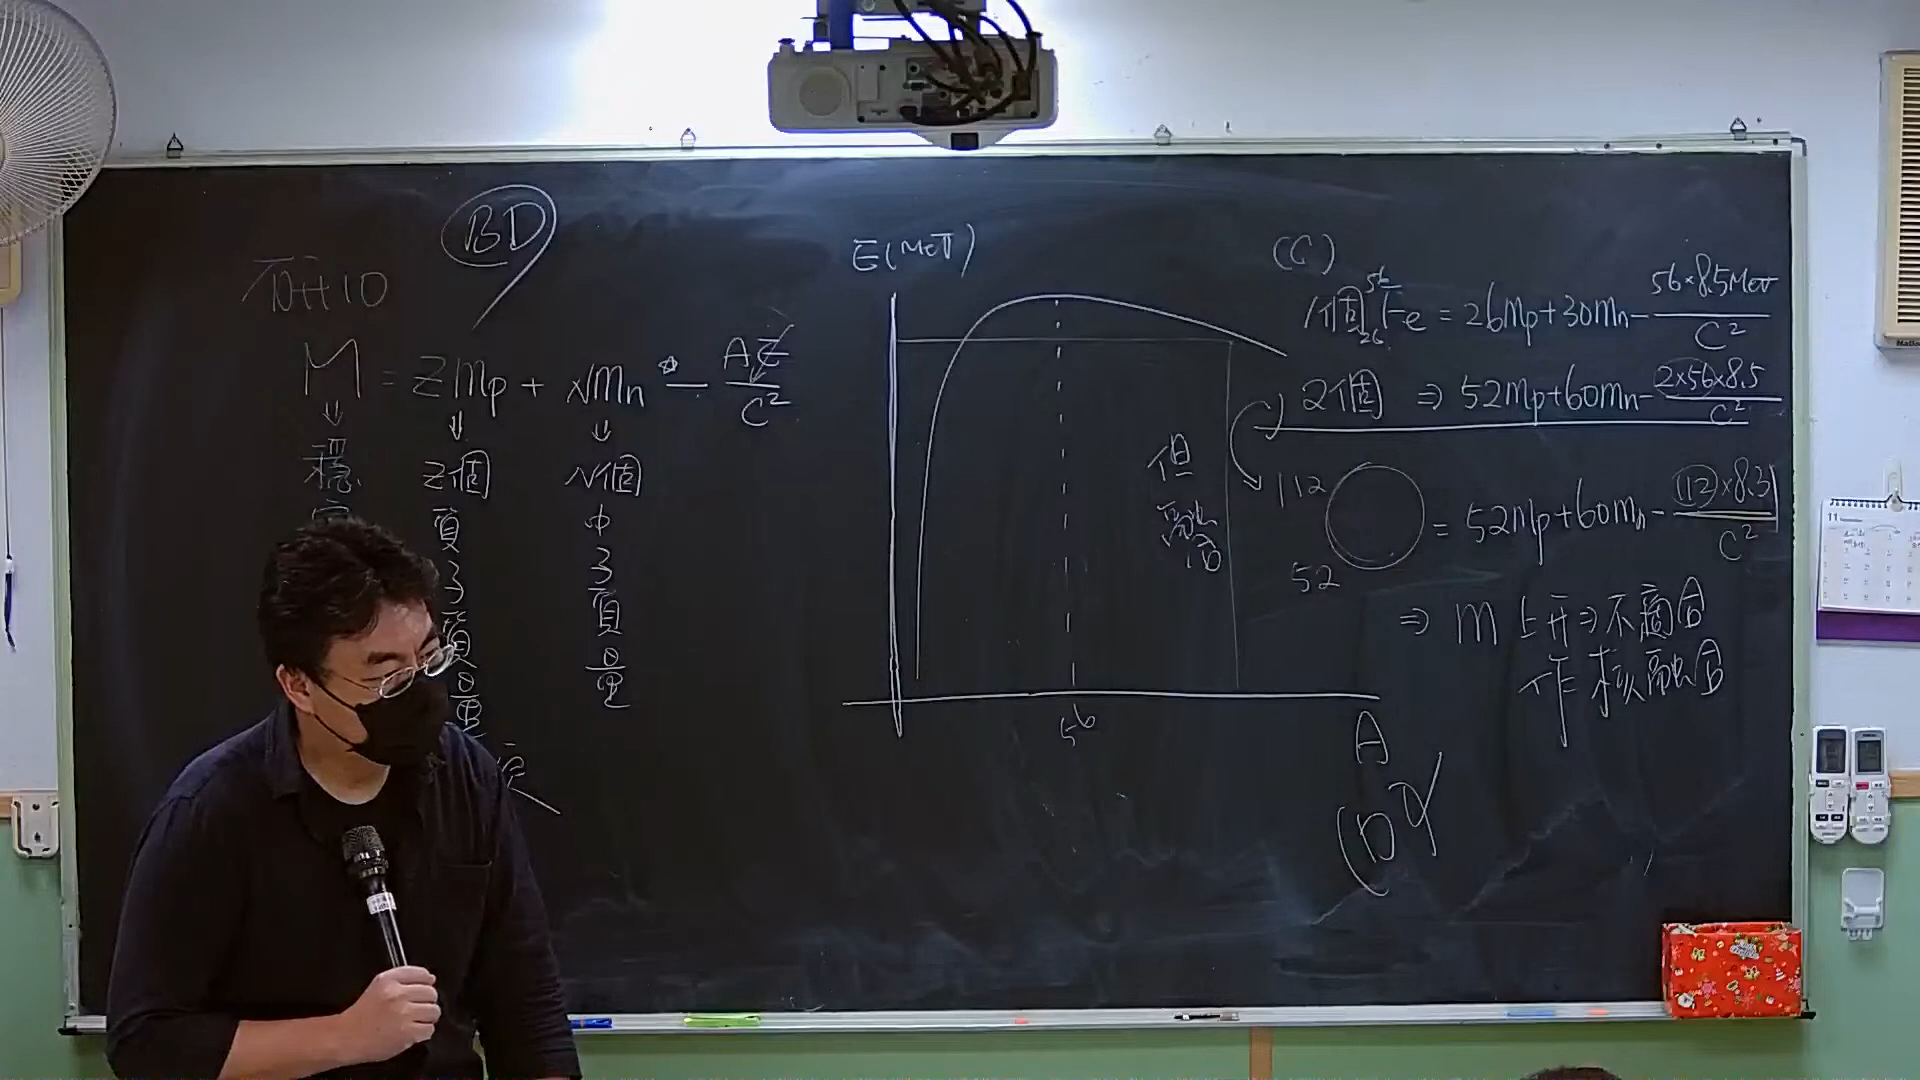 BD
E(MeV)
M = Zmp + Nmn - AE/C²
⇓ ⇓ ⇓
穩 Z個 N個
質 中
子 子
質 質
量 量
56
A
但
融合
(C)
1個 ⁵⁶₂₆Fe = 26mp+30mn- 56×8.5MeV/C²
2個 ⇒ 52mp+60mn- 2×56×8.5/C²
112
52
= 52mp+60mn- 112×8.3/C²
⇒ m上升⇒不適合
作核融合
(D)